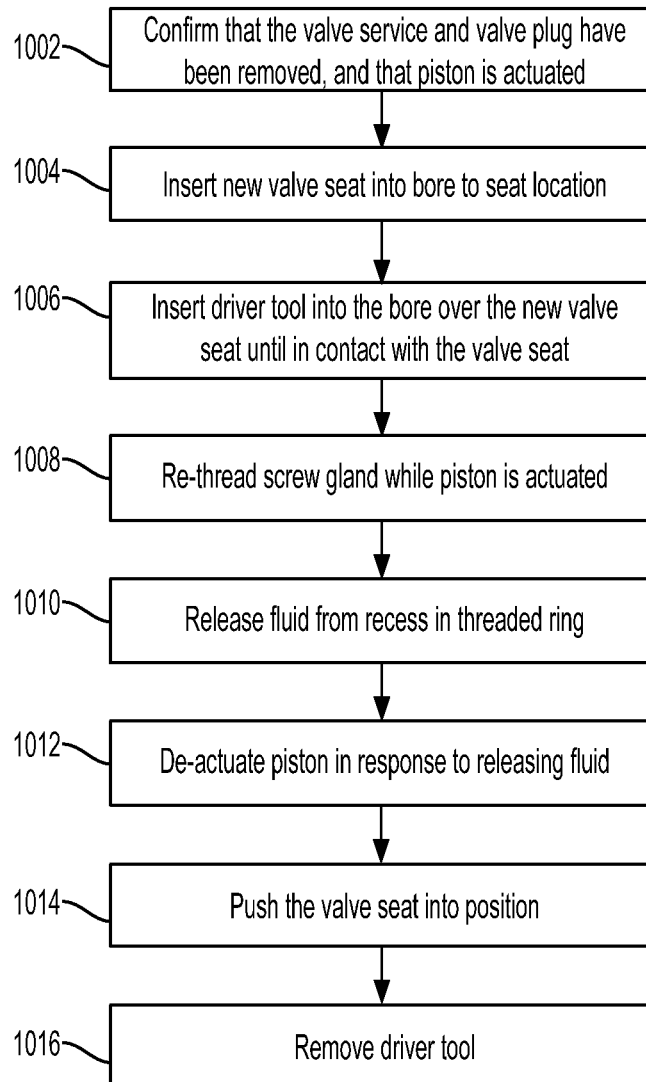 1002
Confirm that the valve service and valve plug have
been removed, and that piston is actuated
1004
Insert new valve seat into bore to seat location
1006
Insert driver tool into the bore over the new valve
seat until in contact with the valve seat
1008
Re-thread screw gland while piston is actuated
1010
Release fluid from recess in threaded ring
1012
De-actuate piston in response to releasing fluid
1014
Push the valve seat into position
1016
Remove driver tool